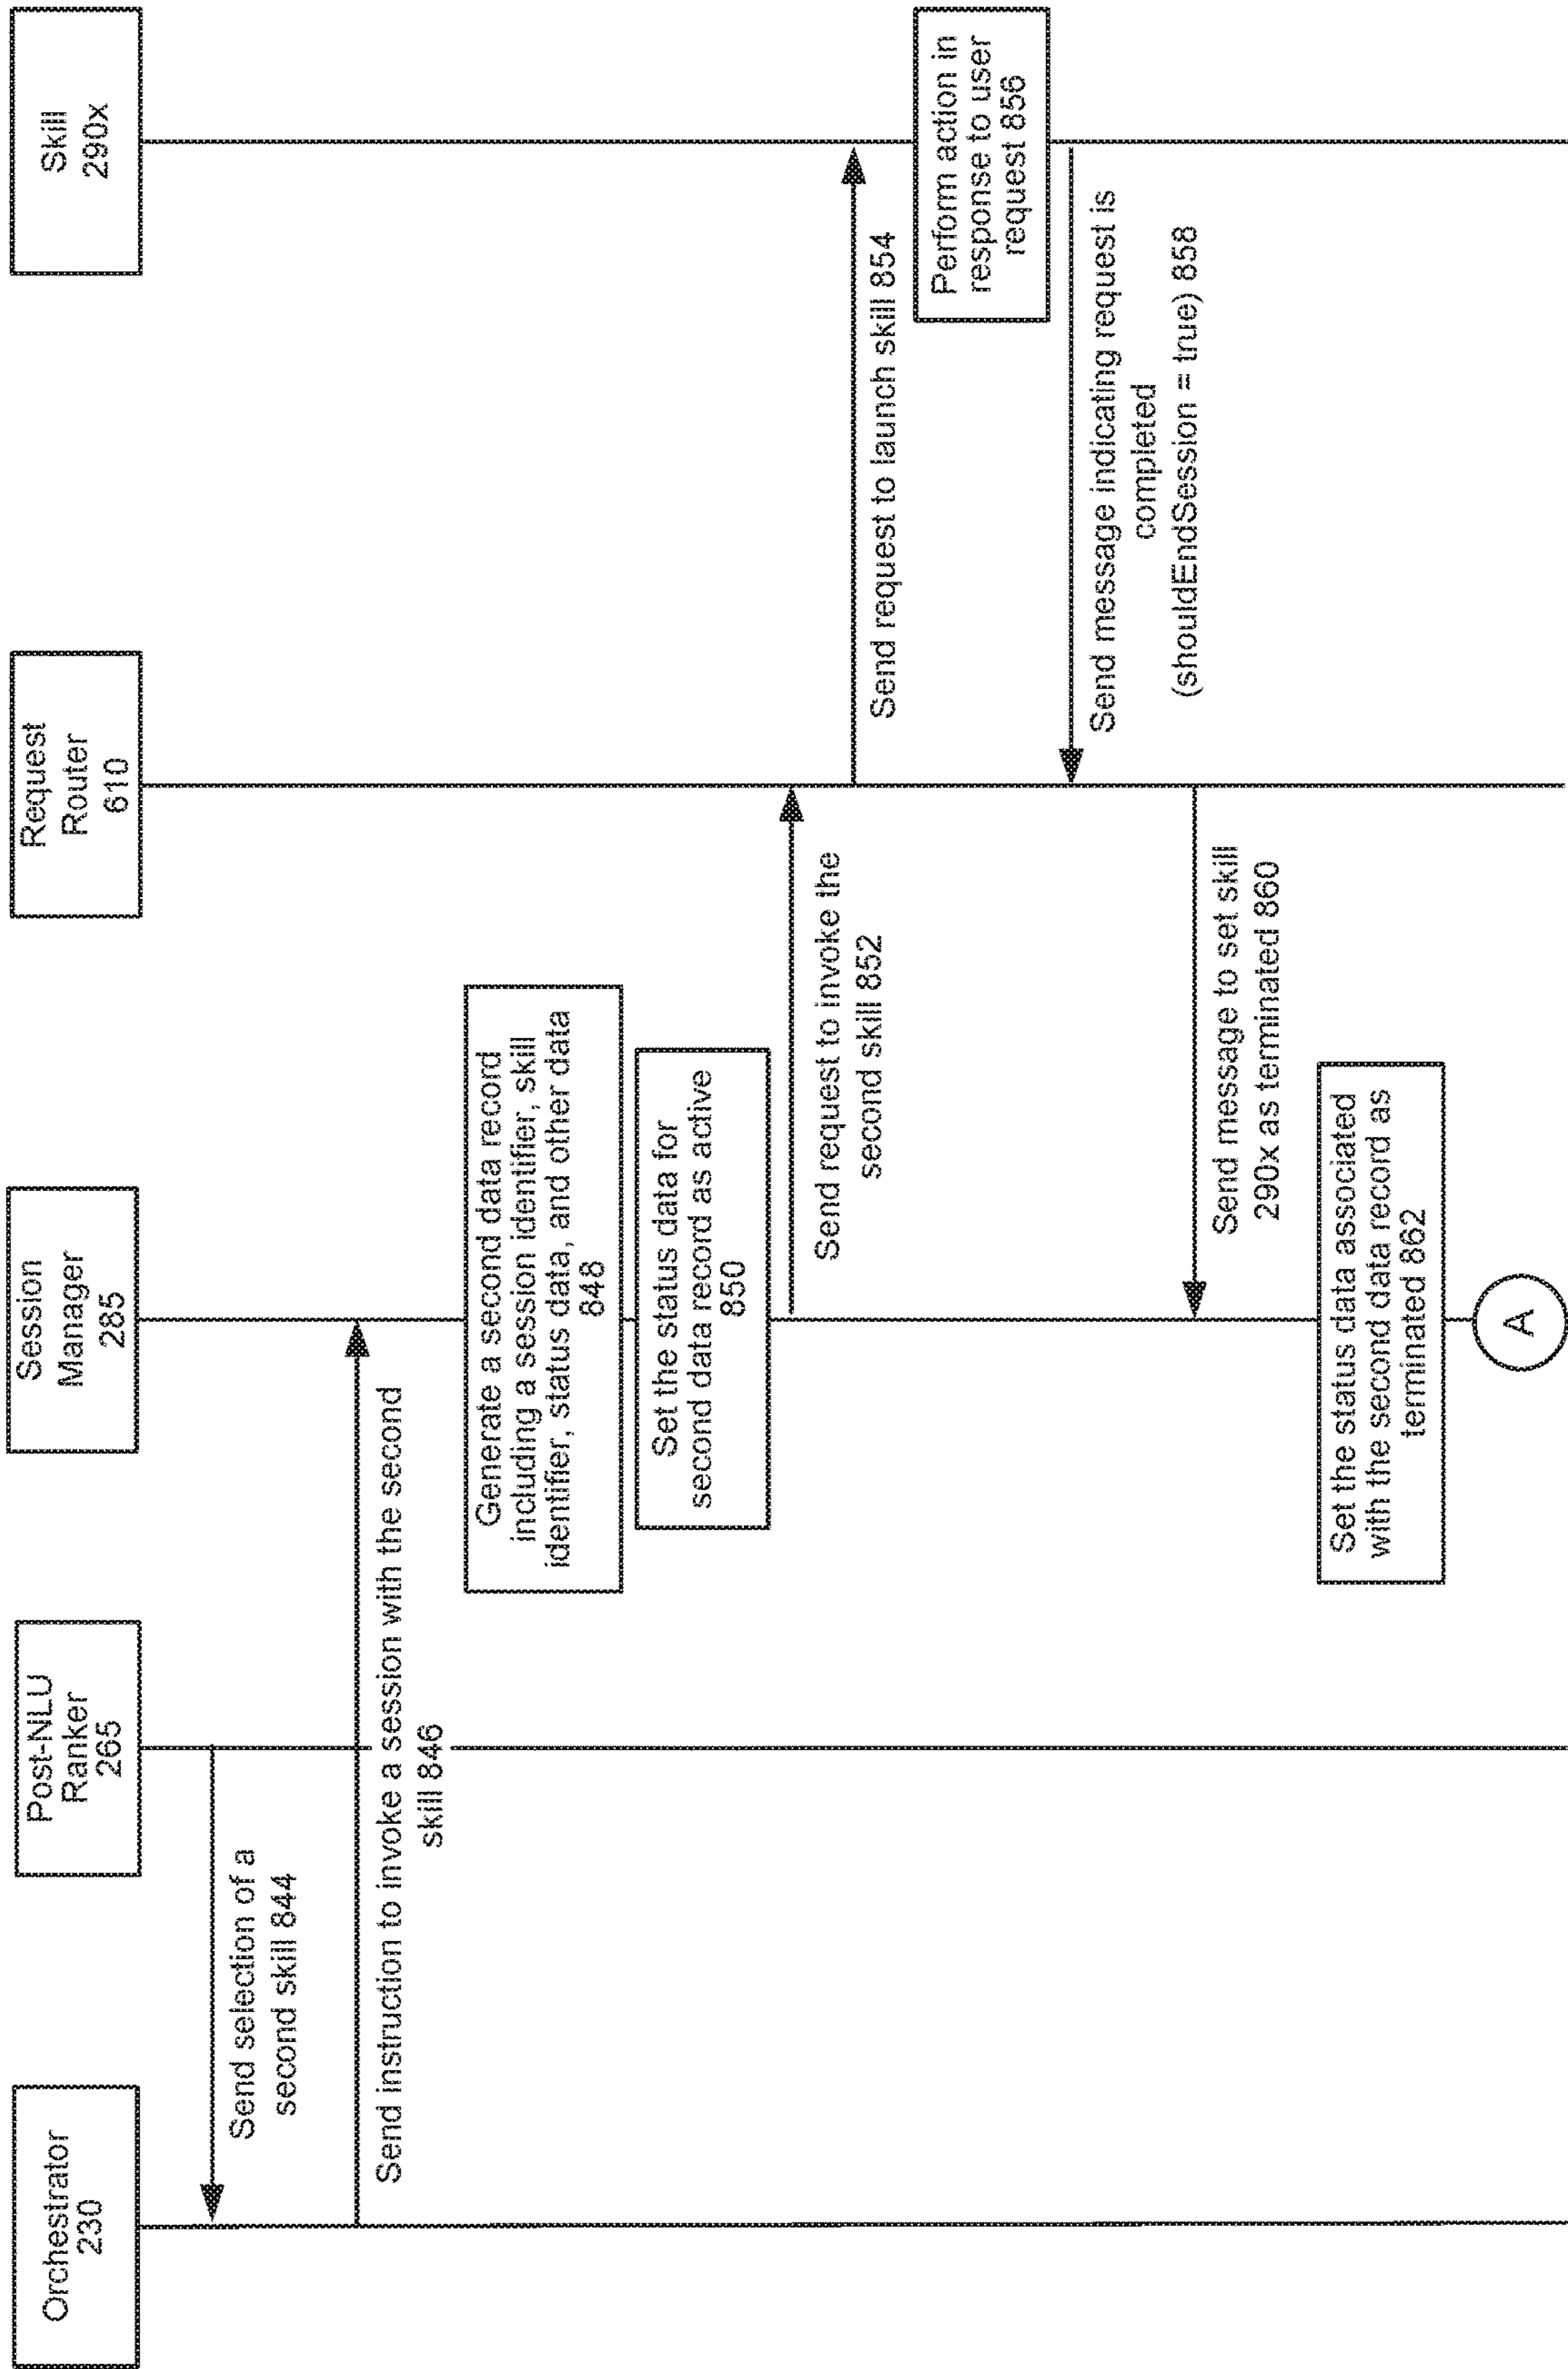 Orchestrator
230
Post-NLU
Ranker
265
Session
Manager
285
Request
Router
610
Skill
290x
Send selection of a
second skill 844
Send instruction to invoke a session with the second
skill 846
Generate a second data record
including a session identifier, skill
identifier, status data, and other data
848
Set the status data for
second data record as active
850
Send request to invoke the
second skill 852
Send request to launch skill 854
Perform action in
response to user
request 856
Send message indicating request is
completed
(shouldEndSession = true) 858
Send message to set skill
290x as terminated 860
Set the status data associated
with the second data record as
terminated 862
A